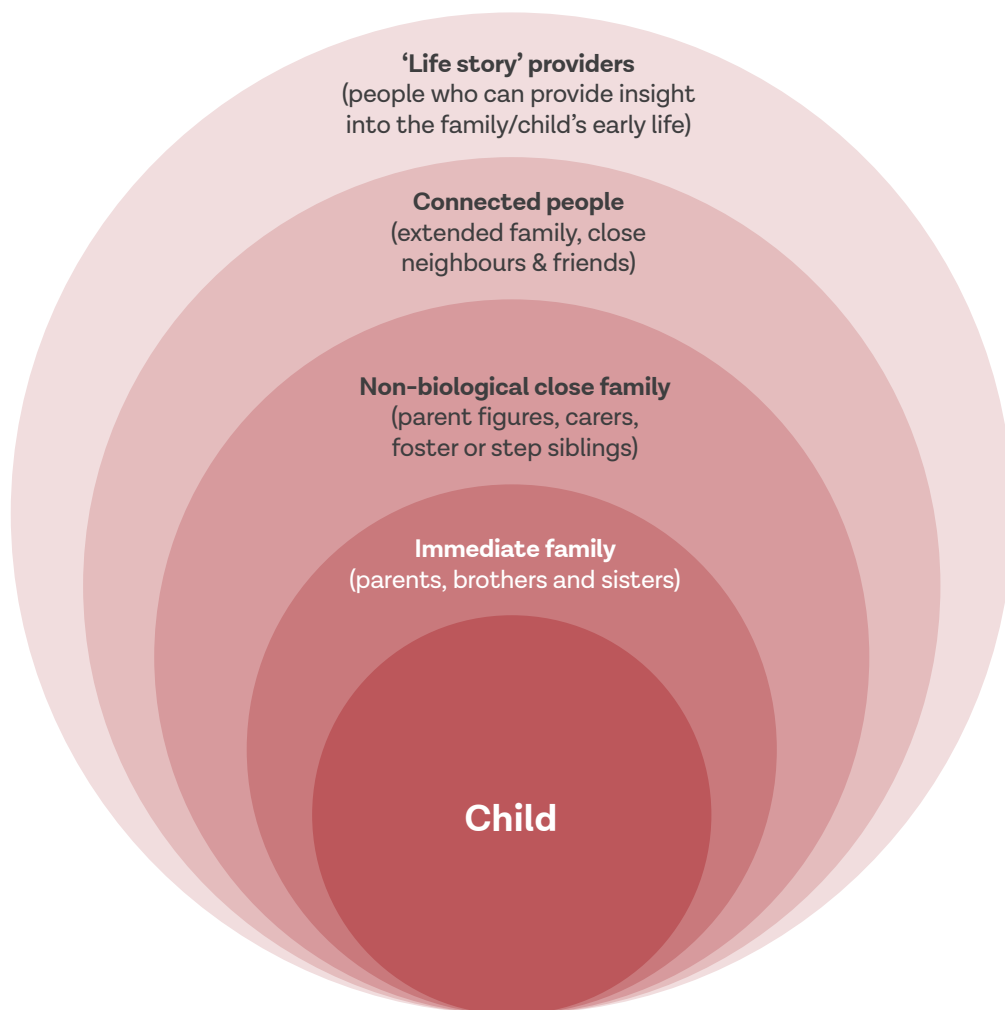 ‘Life story’ providers
(people who can provide insight
into the family/child’s early life)
Connected people
(extended family, close
neighbours & friends)
Non-biological close family
(parent figures, carers,
foster or step siblings)
Immediate family
(parents, brothers and sisters)
Child